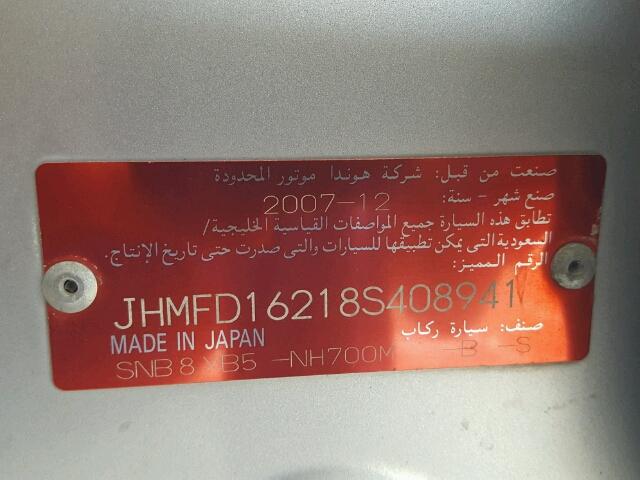 صنعت من قبل: شركة هوندا موتور المحدودة
صنع شهر - سنة: 2007-12
تطابق هذه السيارة جميع المواصفات القياسية الخليجية/
السعودية التي يمكن تطبيقها للسيارات والتي صدرت حتى تاريخ الإنتاج.
الرقم المميز:
JHMFD16218S408941
صنف: سيارة ركاب
MADE IN JAPAN
SNB8 XB5 -NH700M -B -S